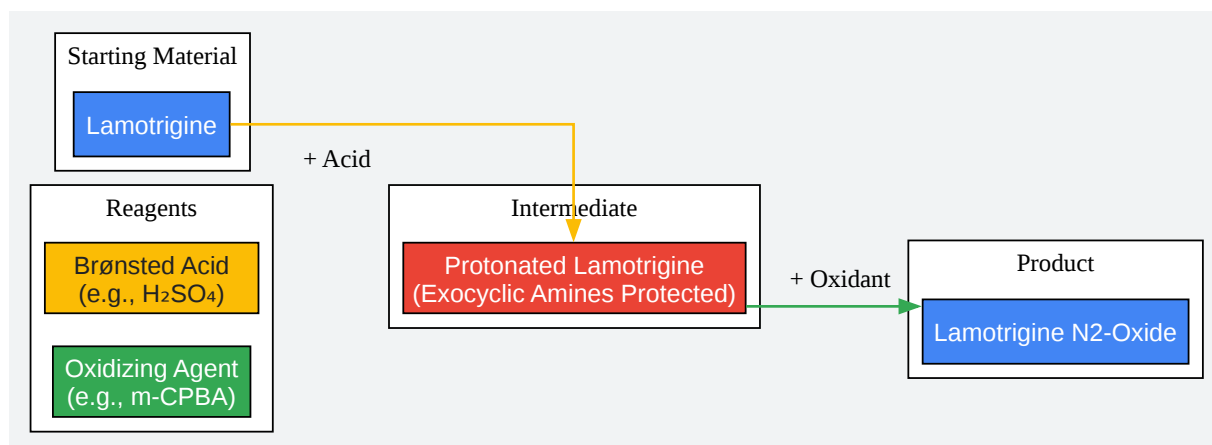 Starting Material
Lamotrigine
+ Acid
Reagents
Brønsted Acid
(e.g., H₂SO₄)
Oxidizing Agent
(e.g., m-CPBA)
Intermediate
Protonated Lamotrigine
(Exocyclic Amines Protected)
+ Oxidant
Product
Lamotrigine N2-Oxide